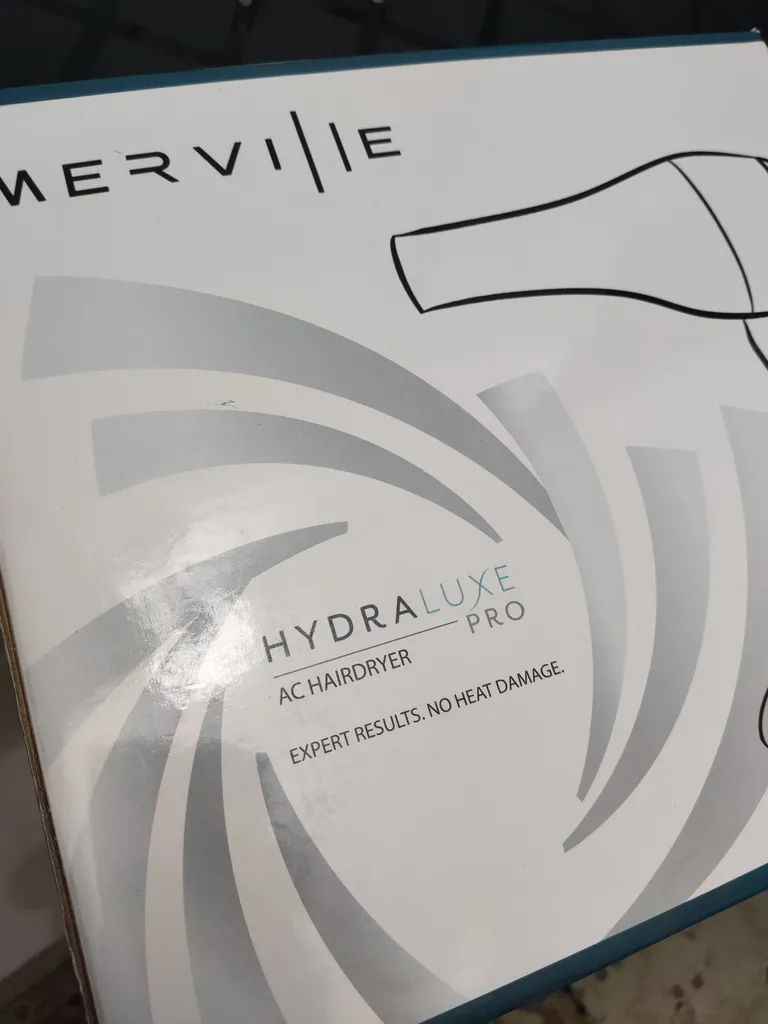 MERVILLE
HYDRALUXE
PRO
AC HAIRDRYER
EXPERT RESULTS. NO HEAT DAMAGE.